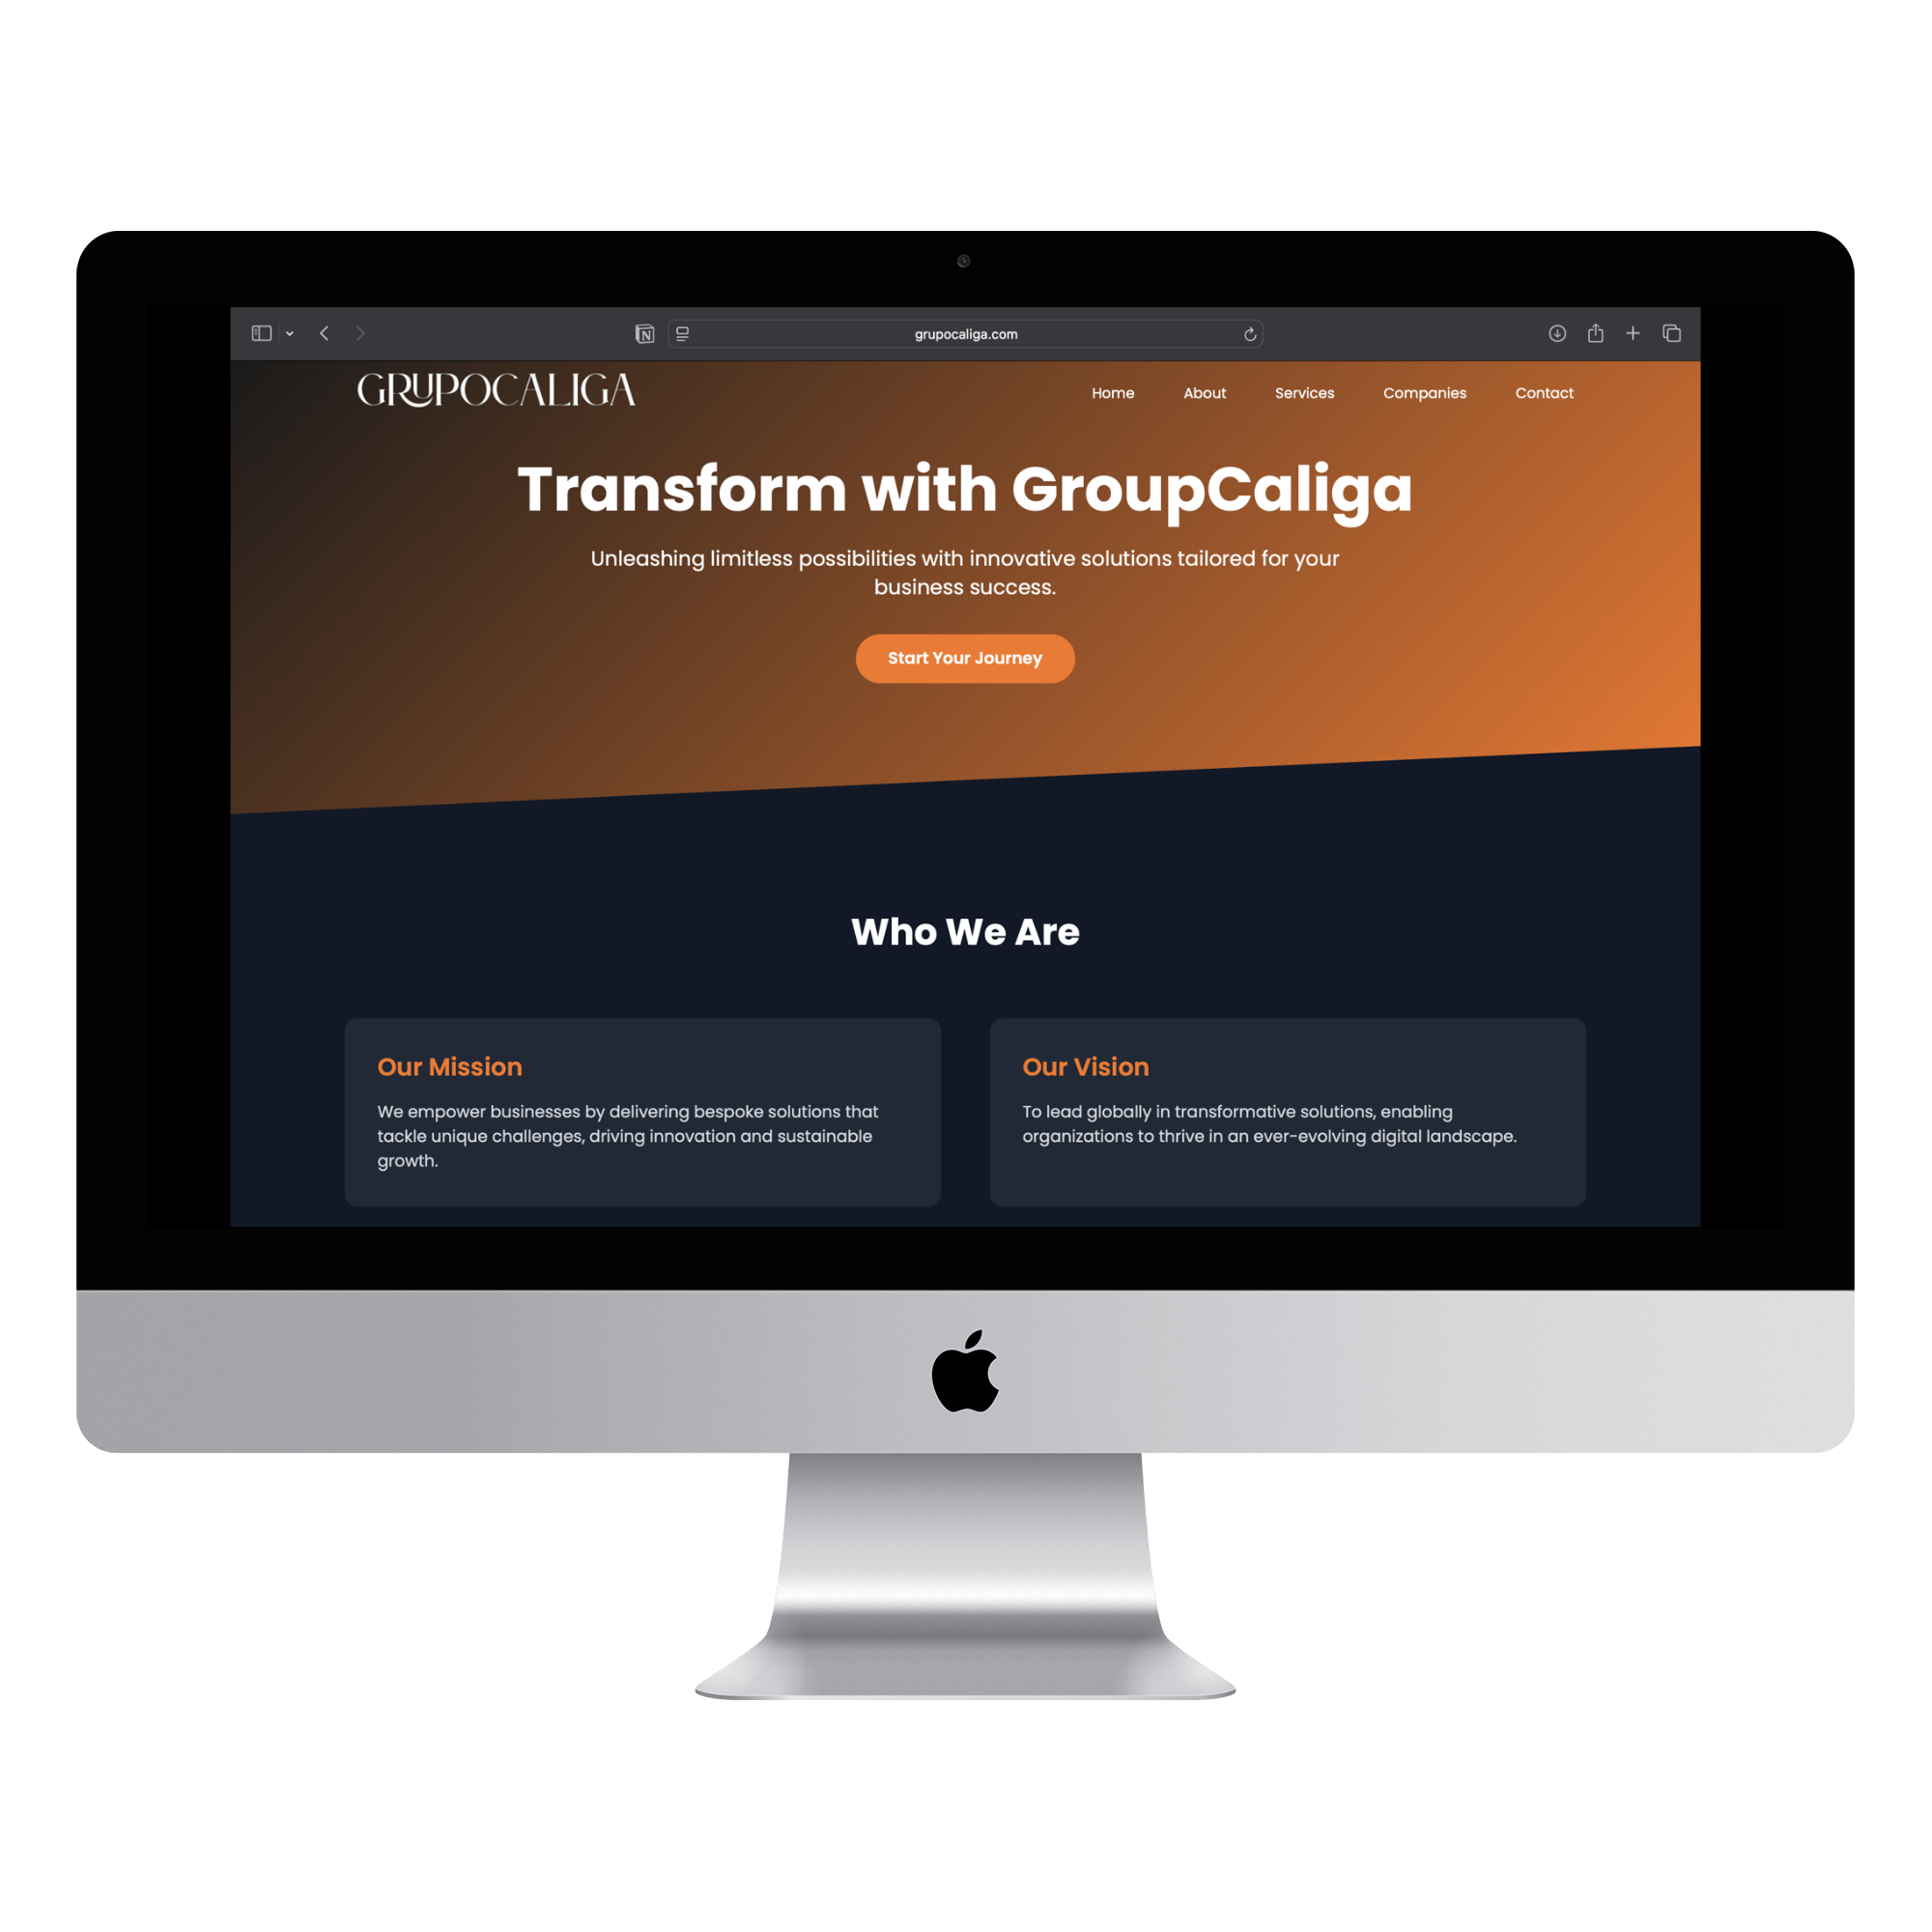 grupocaliga.com
GRUPOCALIGA
Home About Services Companies Contact
Transform with GroupCaliga
Unleashing limitless possibilities with innovative solutions tailored for your
business success.
Start Your Journey
Who We Are
Our Mission
We empower businesses by delivering bespoke solutions that
tackle unique challenges, driving innovation and sustainable
growth.
Our Vision
To lead globally in transformative solutions, enabling
organizations to thrive in an ever-evolving digital landscape.